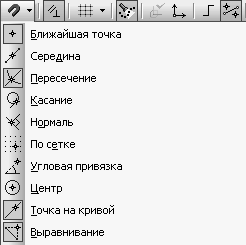 Ближайшая точка
Середина
Пересечение
Касание
Нормаль
По сетке
Угловая привязка
Центр
Точка на кривой
Выравнивание